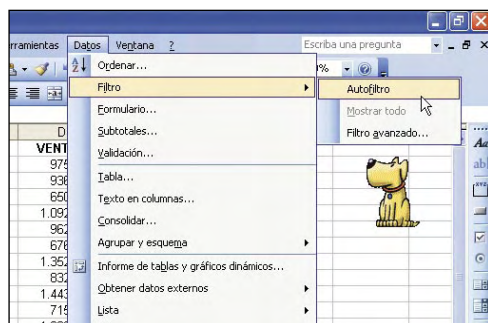 Datos Ventana ?
Escriba una pregunta
Ordenar...
Filtro
Autofiltro
Formulario...
Mostrar todo
Subtotales...
Filtro avanzado...
Validación...
Tabla...
Texto en columnas...
Consolidar...
Agrupar y esquema
Informe de tablas y gráficos dinámicos...
Obtener datos externos
Lista
D
VENT
975
936
650
1.092
962
676
1.352
832
1.443
715